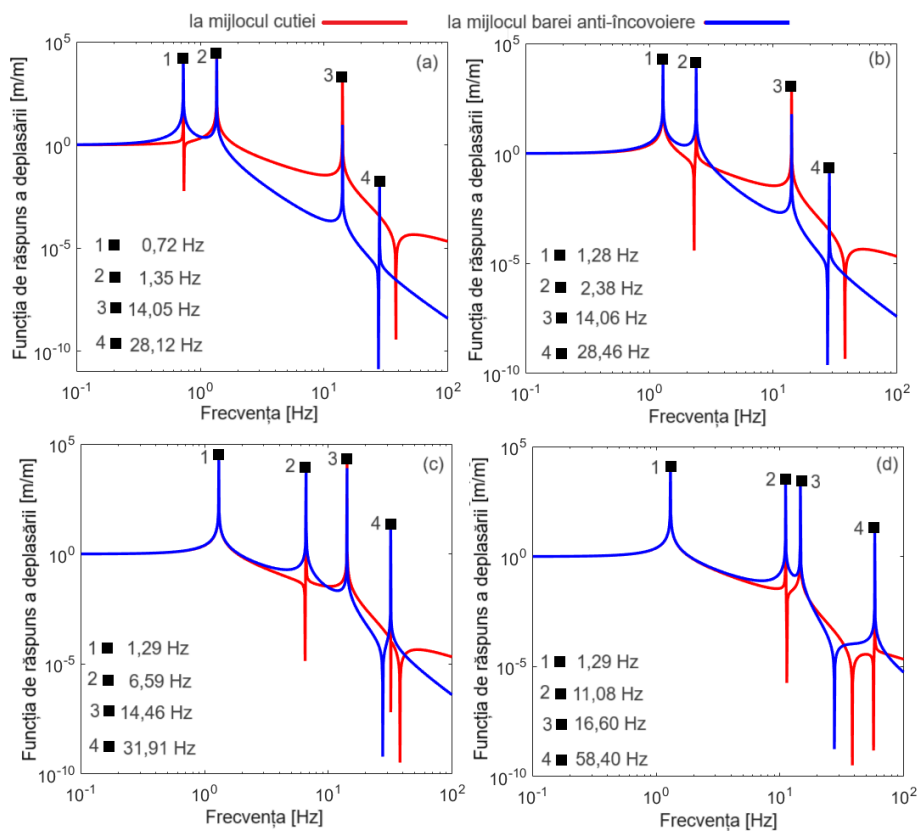 la mijlocul cutiei
la mijlocul barei anti-încovoiere
Funcția de răspuns a deplasării [m/m]
10^5
10^0
10^-5
10^-10
(a)
1
2
3
4
1 0,72 Hz
2 1,35 Hz
3 14,05 Hz
4 28,12 Hz
10^-1 10^0 10^1 10^2
Frecvența [Hz]
Funcția de răspuns a deplasării [m/m]
10^5
10^0
10^-5
10^-10
(b)
1
2
3
4
1 1,28 Hz
2 2,38 Hz
3 14,06 Hz
4 28,46 Hz
10^-1 10^0 10^1 10^2
Frecvența [Hz]
Funcția de răspuns a deplasării [m/m]
10^5
10^0
10^-5
10^-10
(c)
1
2
3
4
1 1,29 Hz
2 6,59 Hz
3 14,46 Hz
4 31,91 Hz
10^-1 10^0 10^1 10^2
Frecvența [Hz]
Funcția de răspuns a deplasării [m/m]
10^5
10^0
10^-5
10^-10
(d)
1
2
3
4
1 1,29 Hz
2 11,08 Hz
3 16,60 Hz
4 58,40 Hz
10^-1 10^0 10^1 10^2
Frecvența [Hz]